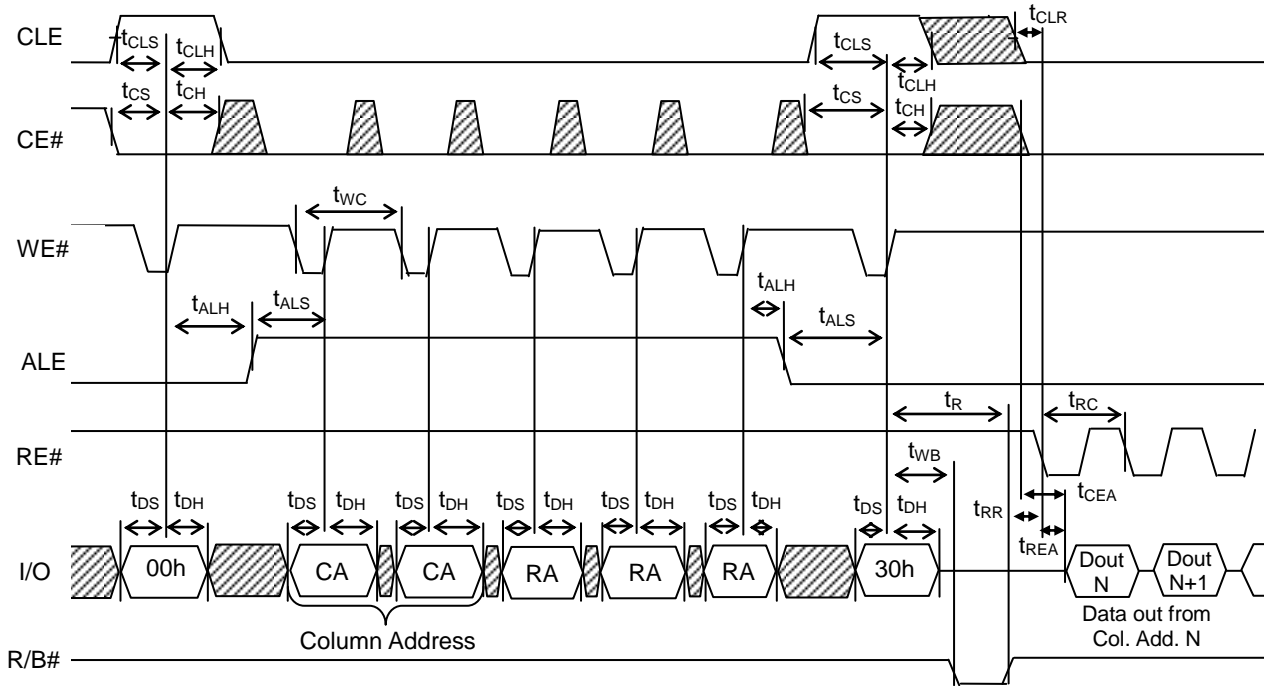 CLE
tCLS
tCLH
tCLS
tCLH
tCLR
CE#
tCS
tCH
tCS
tCH
WE#
tWC
ALE
tALH
tALS
tALH
tALS
RE#
tR
tRC
tWB
tCEA
tRR
tREA
I/O
tDS
tDH
tDS
tDH
tDS
tDH
tDS
tDH
tDS
tDH
tDS
tDH
tDS
tDH
00h
CA
CA
RA
RA
RA
30h
Dout
N
Dout
N+1
Column Address
Data out from
Col. Add. N
R/B#